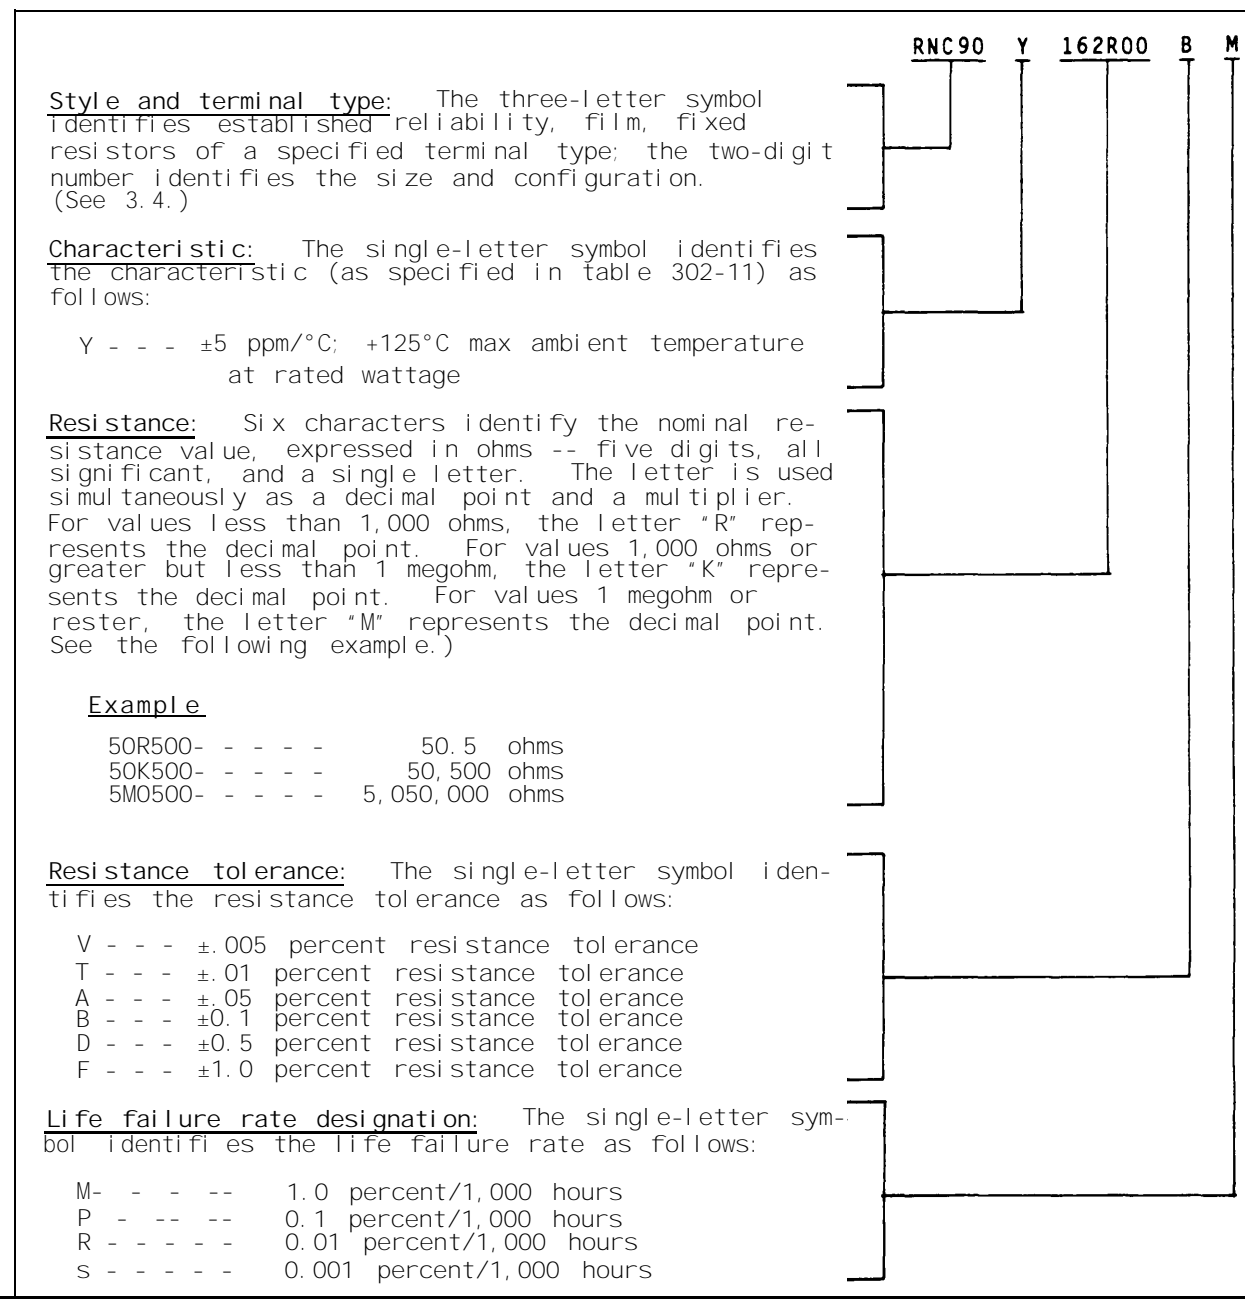 RNC90 Y 162R00 B M
Style and terminal type: The three-letter symbol
identifies established reliability, film, fixed
resistors of a specified terminal type; the two-digit
number identifies the size and configuration.
(See 3.4.)
Characteristic: The single-letter symbol identifies
the characteristic (as specified in table 302-11) as
follows:
Y - - - ±5 ppm/°C; +125°C max ambient temperature
at rated wattage
Resistance: Six characters identify the nominal re-
sistance value, expressed in ohms -- five digits, all
significant, and a single letter. The letter is used
simultaneously as a decimal point and a multiplier.
For values less than 1,000 ohms, the letter "R" rep-
resents the decimal point. For values 1,000 ohms or
greater but less than 1 megohm, the letter "K" repre-
sents the decimal point. For values 1 megohm or
rester, the letter "M" represents the decimal point.
See the following example.)
Example
50R500- - - - - 50.5 ohms
50K500- - - - - 50,500 ohms
5M0500- - - - - 5,050,000 ohms
Resistance tolerance: The single-letter symbol iden-
tifies the resistance tolerance as follows:
V - - - ±.005 percent resistance tolerance
T - - - ±.01 percent resistance tolerance
A - - - ±.05 percent resistance tolerance
B - - - ±0.1 percent resistance tolerance
D - - - ±0.5 percent resistance tolerance
F - - - ±1.0 percent resistance tolerance
Life failure rate designation: The single-letter sym-
bol identifies the life failure rate as follows:
M- - - -- 1.0 percent/1,000 hours
P - -- -- 0.1 percent/1,000 hours
R - - - - - 0.01 percent/1,000 hours
s - - - - - 0.001 percent/1,000 hours